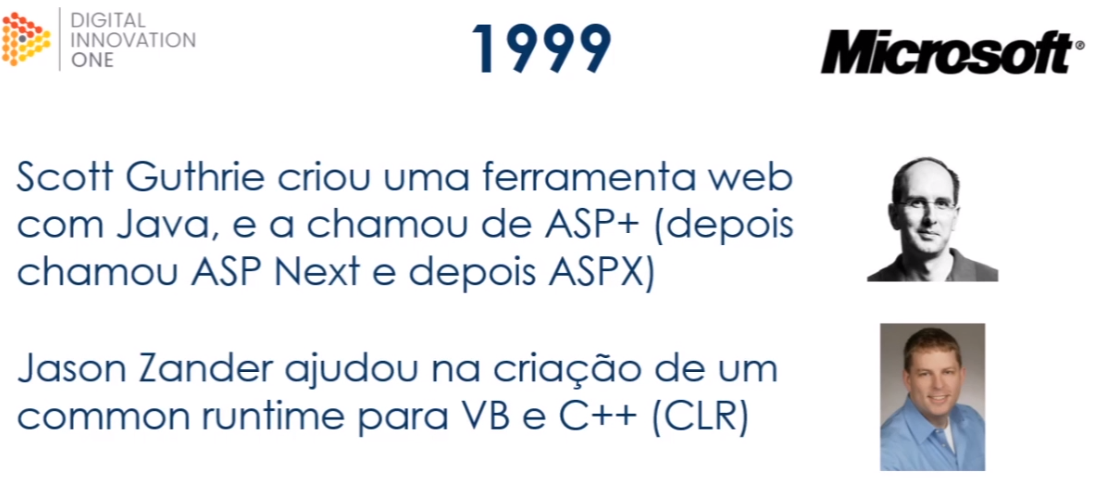 DIGITAL
INNOVATION
ONE
1999
Microsoft®
Scott Guthrie criou uma ferramenta web
com Java, e a chamou de ASP+ (depois
chamou ASP Next e depois ASPX)
Jason Zander ajudou na criação de um
common runtime para VB e C++ (CLR)